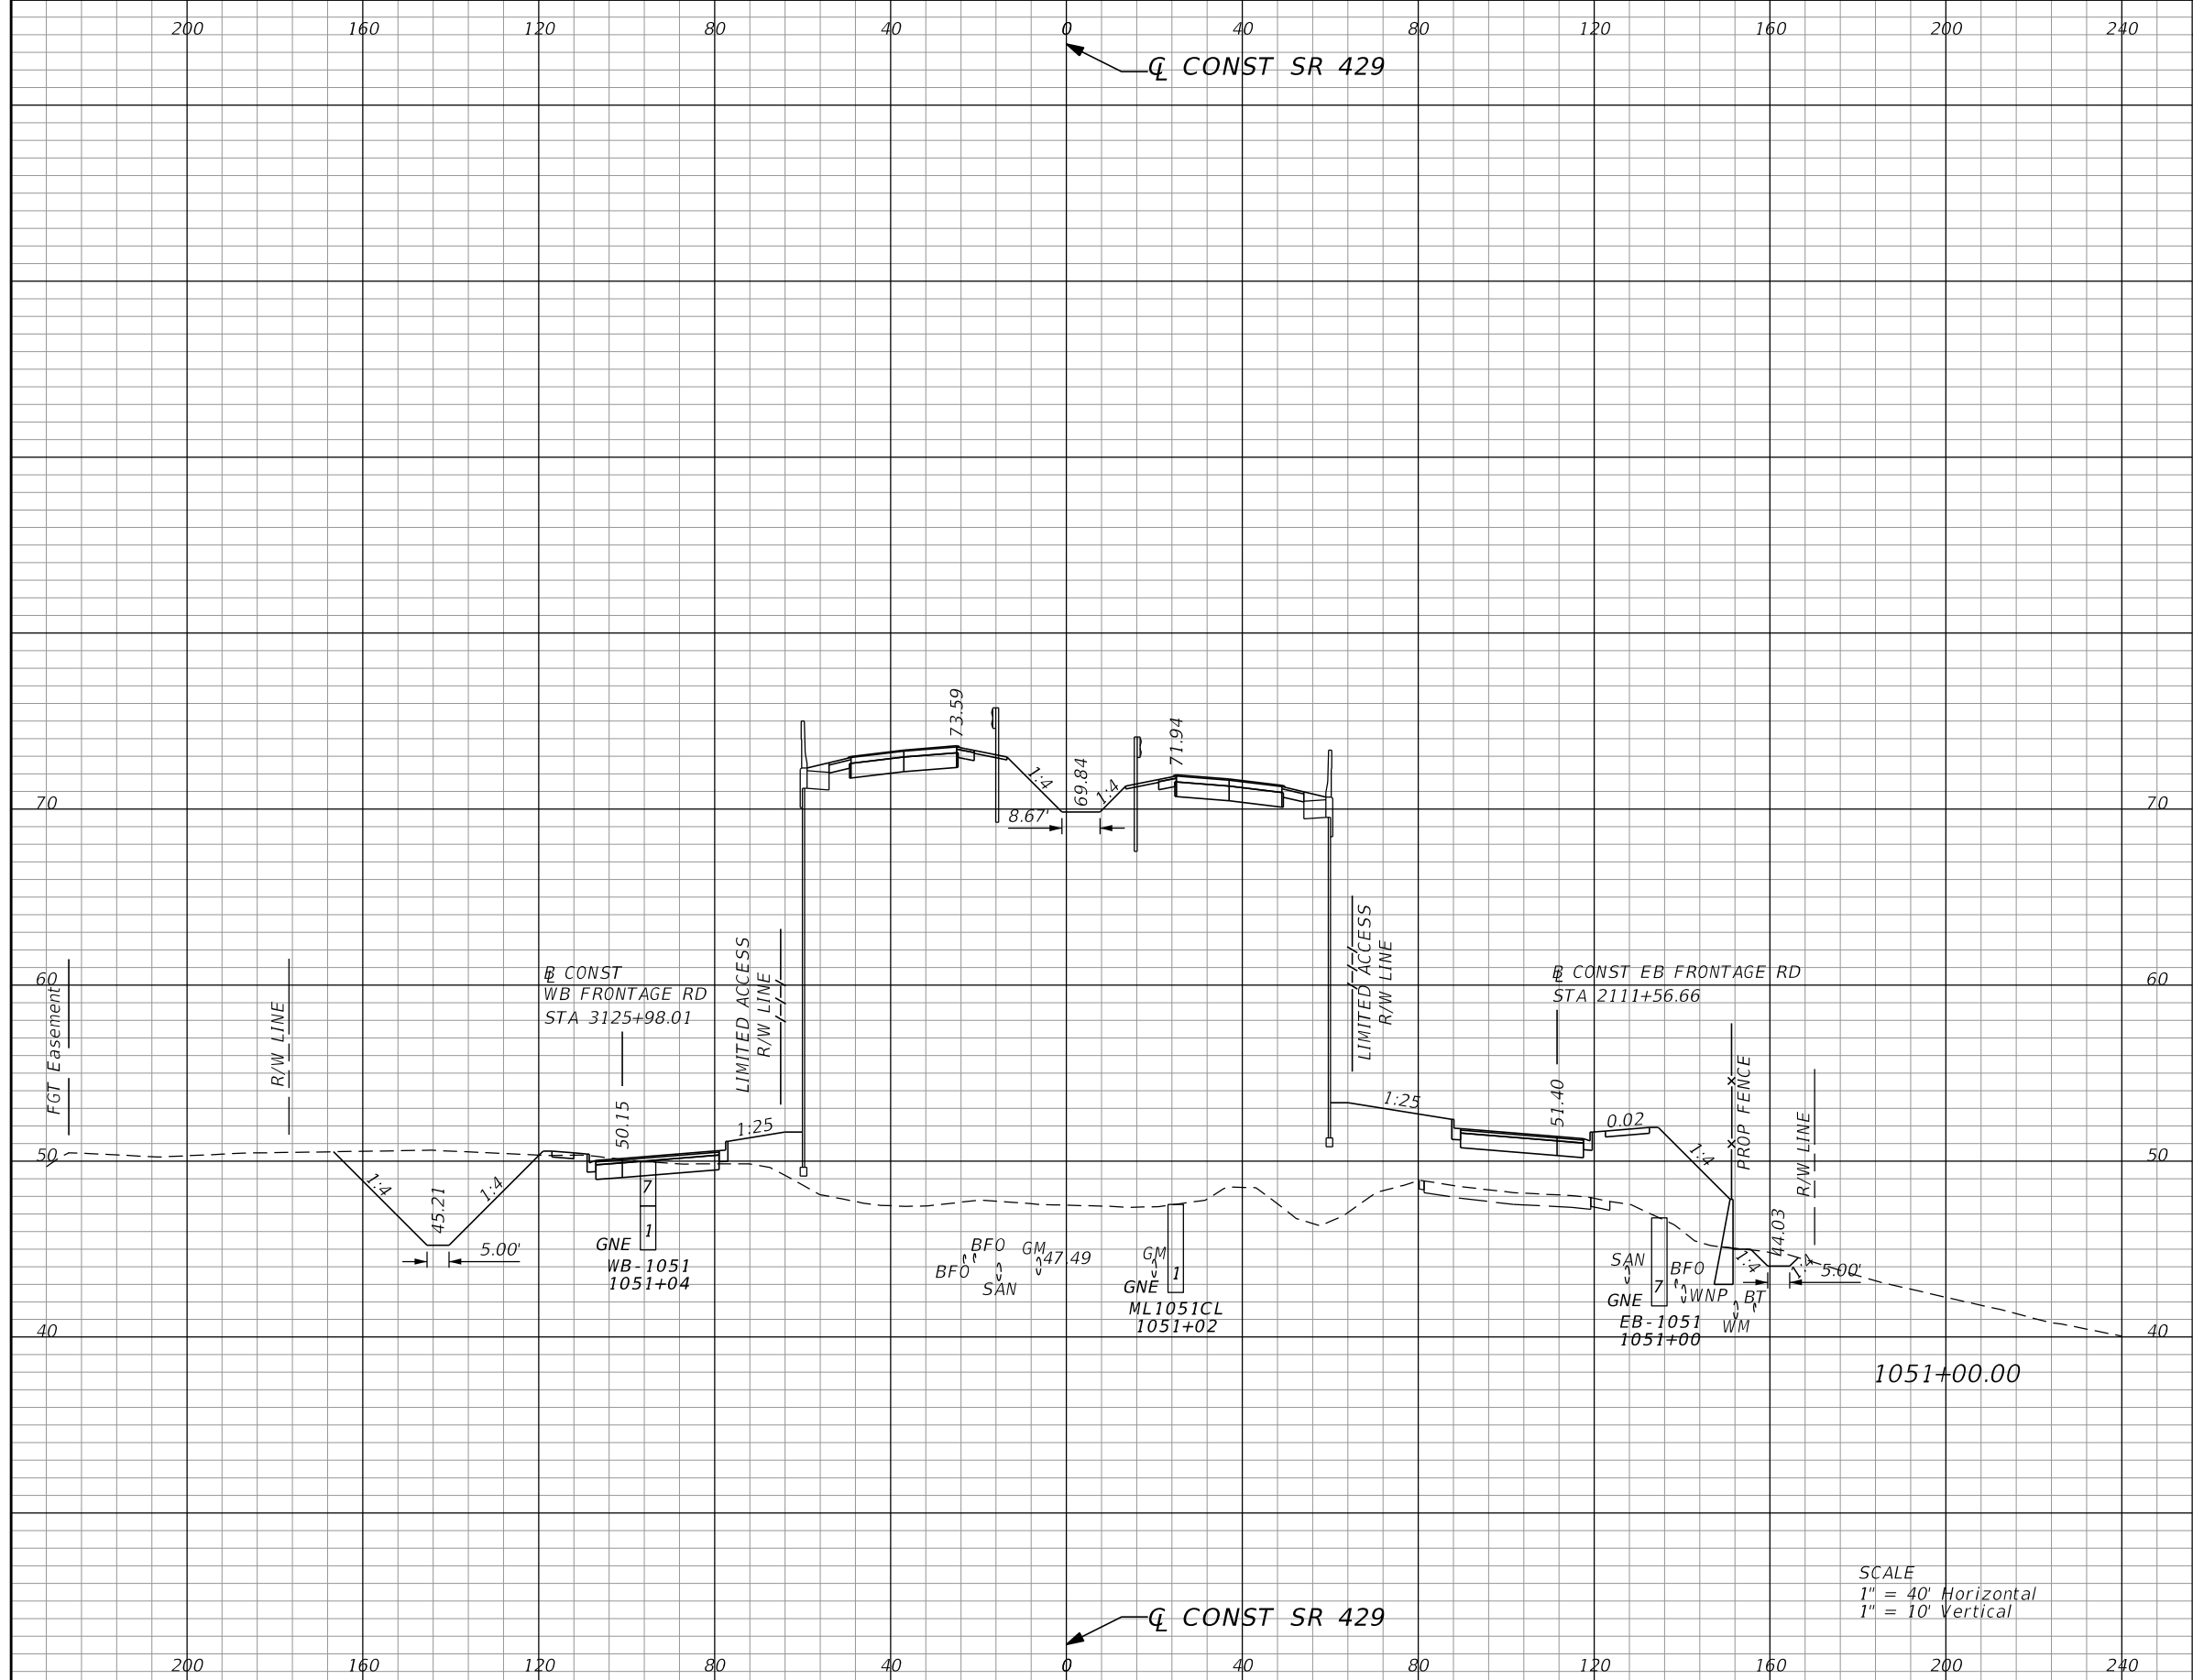 200 160 120 80 40 0 40 80 120 160 200 240
℄ CONST SR 429
73.59
71.94
69.84
1:4
1:4
8.67'
70
70
60
60
FGT Easement
R/W LINE
℄ CONST
WB FRONTAGE RD
STA 3125+98.01
LIMITED ACCESS
R/W LINE
LIMITED ACCESS
R/W LINE
B CONST EB FRONTAGE RD
STA 2111+56.66
PROP FENCE
R/W LINE
50.15
1:25
1:25
51.40
0.02
50
50
1:4
45.21
1:4
5.00'
7
1
GNE
WB-1051
1051+04
BFO
BFO
SAN
GM
47.49
GM
1
GNE
ML1051CL
1051+02
SAN
7
GNE
EB-1051
1051+00
BFO
WNP
WM
BT
1:4
1:4
44.03
1:4
5.00'
40
40
1051+00.00
SCALE
1" = 40' Horizontal
1" = 10' Vertical
℄ CONST SR 429
200 160 120 80 40 0 40 80 120 160 200 240